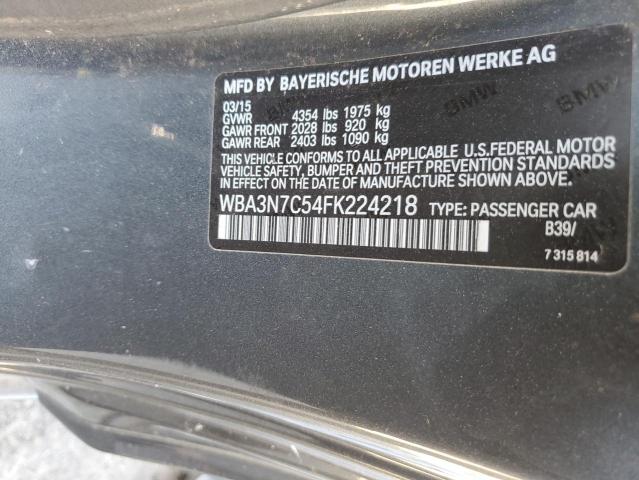 MFD BY BAYERISCHE MOTOREN WERKE AG
03/15
GVWR 4354 lbs 1975 kg
GAWR FRONT 2028 lbs 920 kg
GAWR REAR 2403 lbs 1090 kg
THIS VEHICLE CONFORMS TO ALL APPLICABLE U.S.FEDERAL MOTOR
VEHICLE SAFETY, BUMPER AND THEFT PREVENTION STANDARDS
IN EFFECT ON THE DATE OF MANUFACTURE SHOWN ABOVE.
WBA3N7C54FK224218 TYPE: PASSENGER CAR
B39/
7 315 814
BMW
BMW
BMW